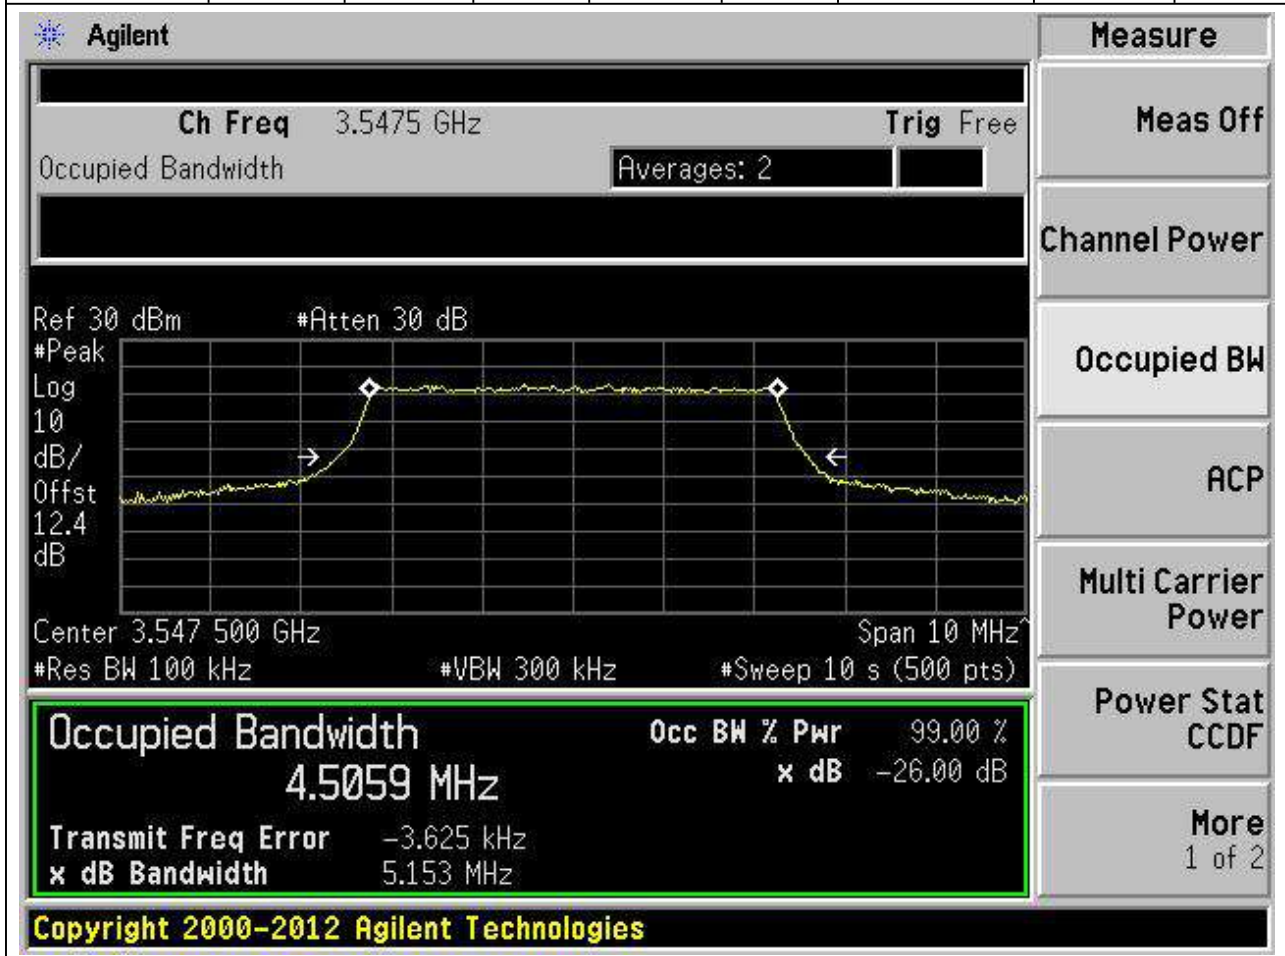 Agilent
Measure
Ch Freq 3.5475 GHz
Trig Free
Occupied Bandwidth
Averages: 2
Ref 30 dBm #Atten 30 dB
#Peak
Log
10
dB/
Offst
12.4
dB
Center 3.547 500 GHz Span 10 MHz^
#Res BW 100 kHz #VBW 300 kHz #Sweep 10 s (500 pts)
Occupied Bandwidth
4.5059 MHz
Occ BW % Pwr 99.00 %
x dB -26.00 dB
Transmit Freq Error -3.625 kHz
x dB Bandwidth 5.153 MHz
Copyright 2000-2012 Agilent Technologies
Meas Off
Channel Power
Occupied BW
ACP
Multi Carrier
Power
Power Stat
CCDF
More
1 of 2